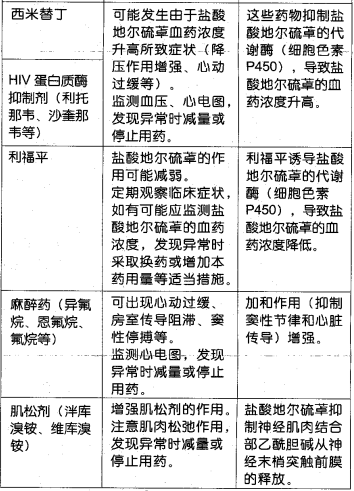 西米替丁
HIV 蛋白质酶
抑制剂（利托
那韦、沙奎那
韦等）
可能发生由于盐酸
地尔硫䓬血药浓度
升高所致症状（降
压作用增强、心动
过缓等）。
监测血压、心电图，
发现异常时减量或
停止用药。
这些药物抑制盐
酸地尔硫䓬的代
谢酶（细胞色素
P450），导致盐酸
地尔硫䓬的血
药浓度升高。
利福平
盐酸地尔硫䓬的作
用可能减弱。
定期观察临床症状，
如有可能应监测盐
酸地尔硫䓬的血药
浓度，发现异常时
采取换药或增加本
药用量等适当措施。
利福平诱导盐酸
地尔硫䓬的代谢
酶（细胞色素
P450），导致盐
酸地尔硫䓬的血
药浓度降低。
麻醉药（异氟
烷、恩氟烷、
氟烷等）
可出现心动过缓、
房室传导阻滞、窦
性停搏等。
监测心电图，发现
异常时减量或停止
用药。
加和作用（抑制
窦性节律和心脏
传导）增强。
肌松剂（泮库
溴铵、维库溴
铵）
增强肌松剂的作用。
注意肌肉松弛作用，
发现异常时减量或
停止用药。
盐酸地尔硫䓬抑
制神经肌肉结合
部乙酰胆碱从神
经末梢突触前膜
的释放。